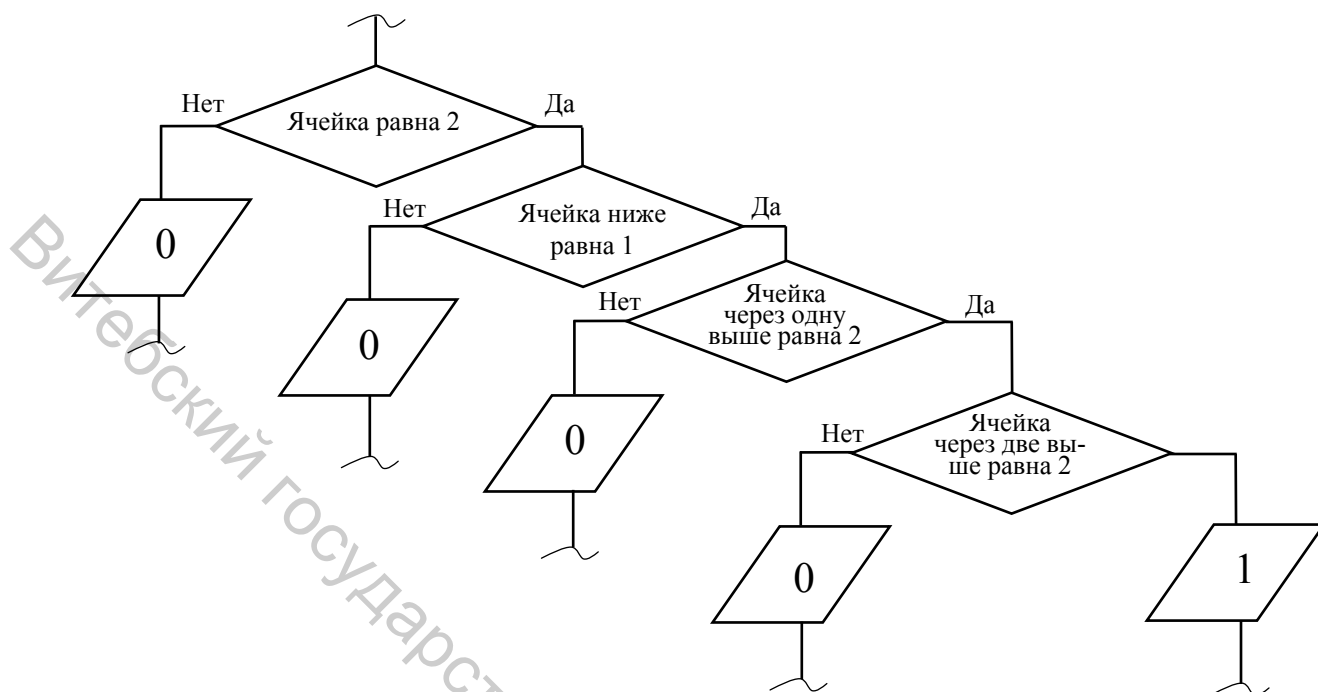 Нет
Да
Ячейка равна 2
0
Нет
Да
Ячейка ниже
равна 1
0
Нет
Да
Ячейка
через одну
выше равна 2
0
Нет
Ячейка
через две вы-
ше равна 2
0
1
Витебский государст